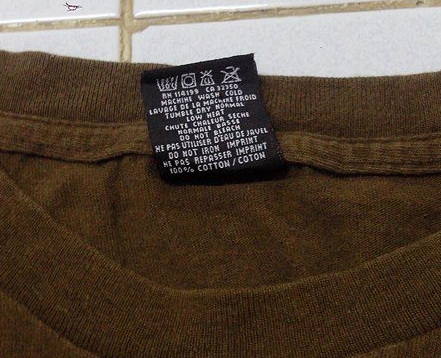 RN 114199 CA 32350
MACHINE WASH COLD
LAVAGE DE LA MACHINE FROID
TUMBLE DRY NORMAL
LOW HEAT
CHUTE CHALEUR SECHE
NORMALE BASSE
DO NOT BLEACH
NE PAS UTILISER D'EAU DE JAVEL
DO NOT IRON IMPRINT
NE PAS REPASSER IMPRINT
100% COTTON / COTON